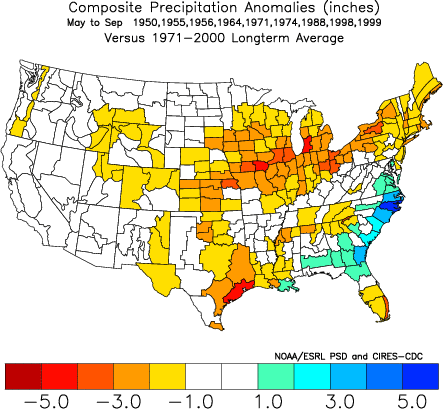 Composite Precipitation Anomalies (inches)
May to Sep 1950,1955,1956,1964,1971,1974,1988,1998,1999
Versus 1971-2000 Longterm Average
NOAA/ESRL PSD and CIRES-CDC
-5.0 -3.0 -1.0 1.0 3.0 5.0